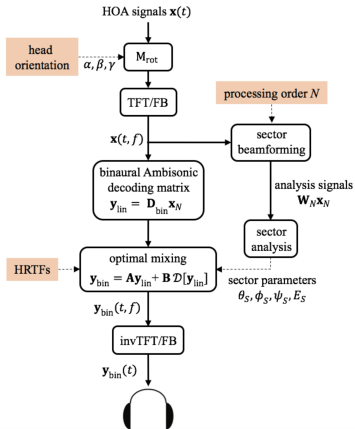 HOA signals x(t)
head
orientation
α, β, γ
M_rot
TFT/FB
processing order N
x(t, f)
sector
beamforming
binaural Ambisonic
decoding matrix
y_lin = D_bin x_N
analysis signals
W_N x_N
sector
analysis
HRTFs
optimal mixing
y_bin = Ay_lin + B 𝒟[y_lin]
sector parameters
θ_S, ϕ_S, ψ_S, E_S
y_bin(t, f)
invTFT/FB
y_bin(t)